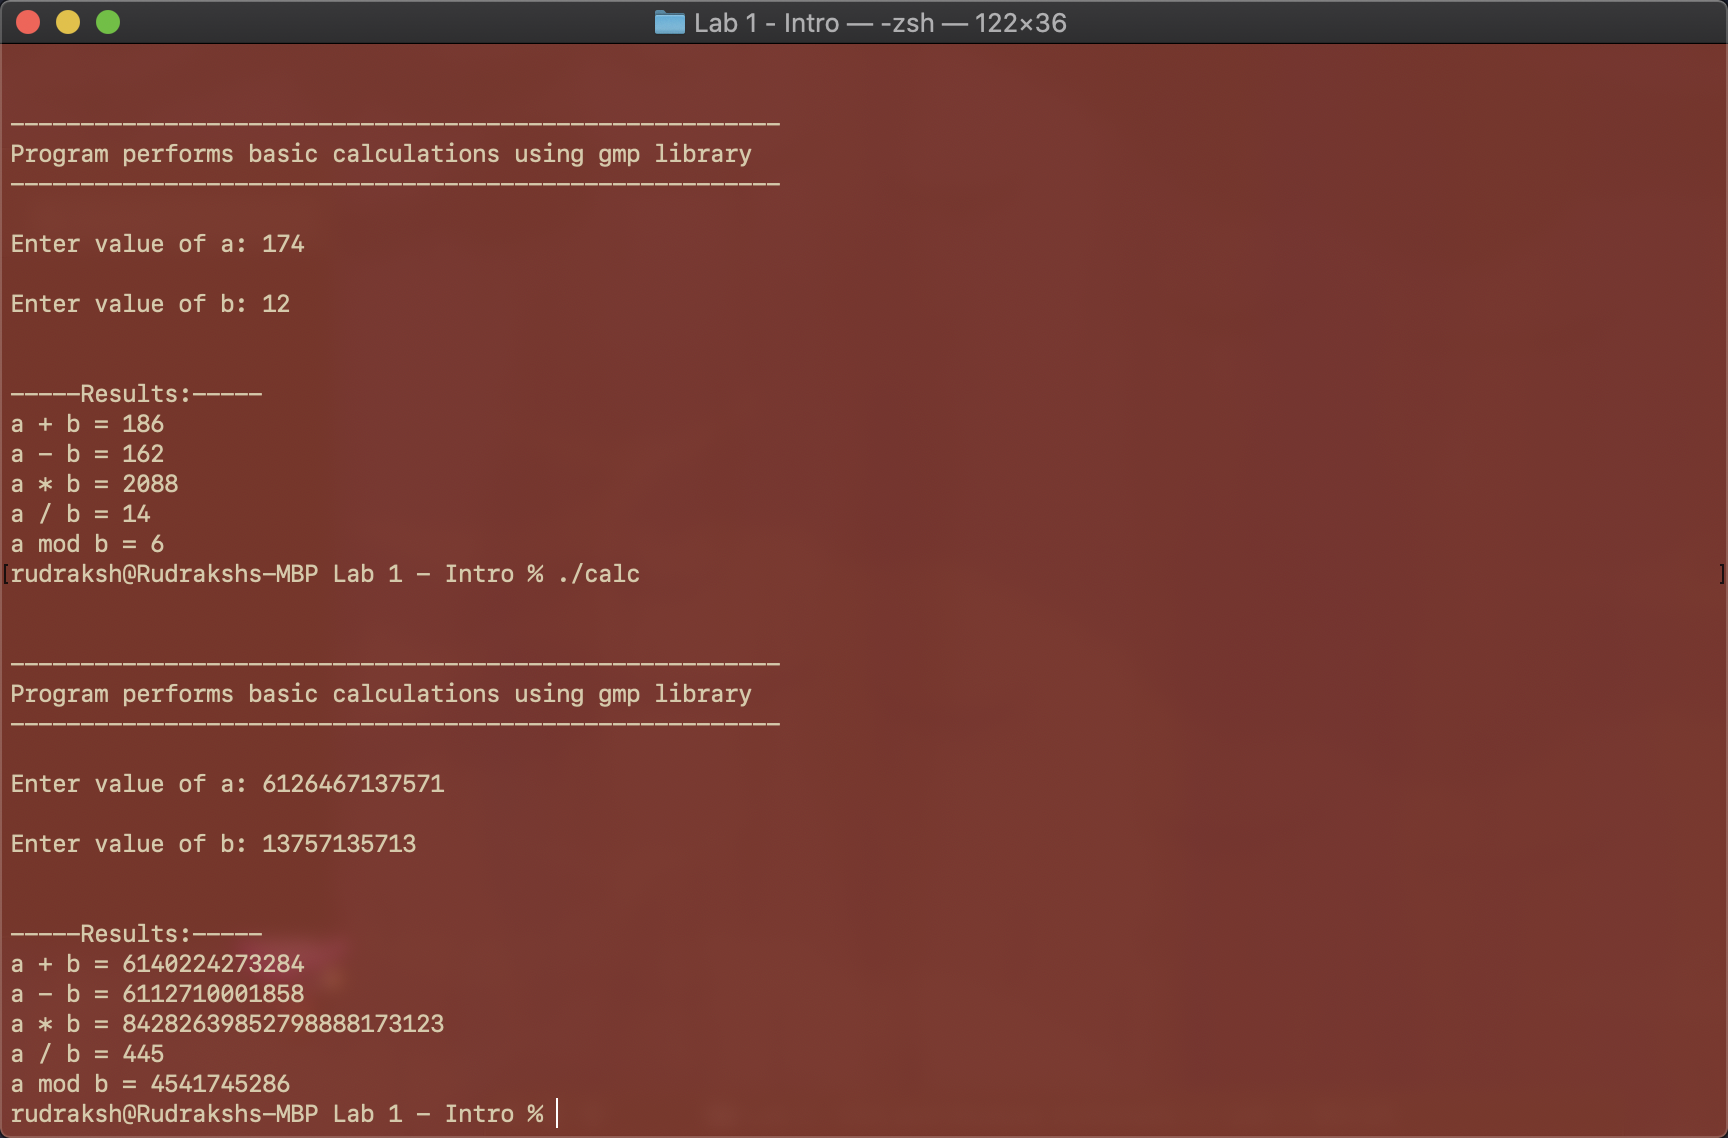 Lab 1 - Intro — -zsh — 122×36
-------------------------------------------------------
Program performs basic calculations using gmp library
-------------------------------------------------------
Enter value of a: 174
Enter value of b: 12
-----Results:-----
a + b = 186
a - b = 162
a * b = 2088
a / b = 14
a mod b = 6
[rudraksh@Rudrakshs-MBP Lab 1 - Intro % ./calc ]
-------------------------------------------------------
Program performs basic calculations using gmp library
-------------------------------------------------------
Enter value of a: 6126467137571
Enter value of b: 13757135713
-----Results:-----
a + b = 6140224273284
a - b = 6112710001858
a * b = 84282639852798888173123
a / b = 445
a mod b = 4541745286
rudraksh@Rudrakshs-MBP Lab 1 - Intro %